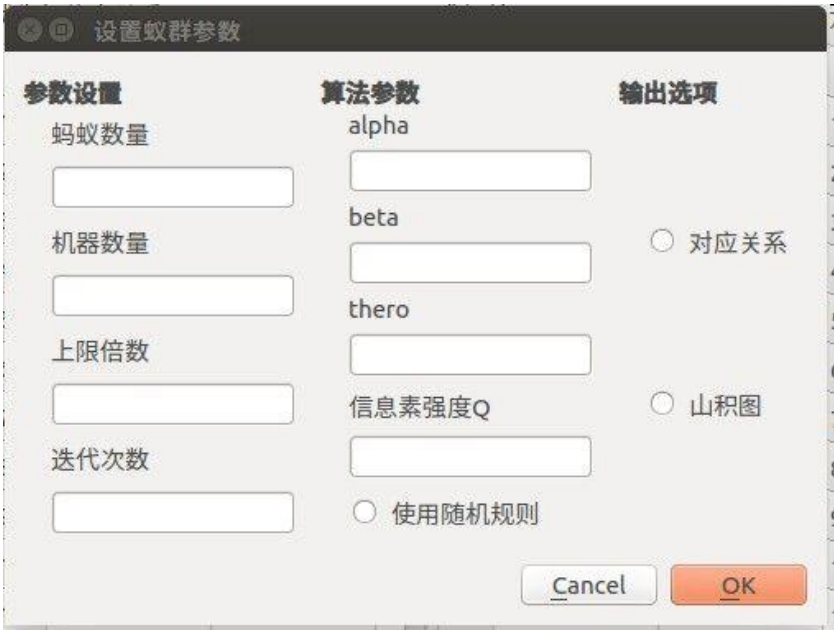 设置蚁群参数
参数设置
蚂蚁数量
机器数量
上限倍数
迭代次数
算法参数
alpha
beta
thero
信息素强度Q
使用随机规则
输出选项
对应关系
山积图
Cancel
OK